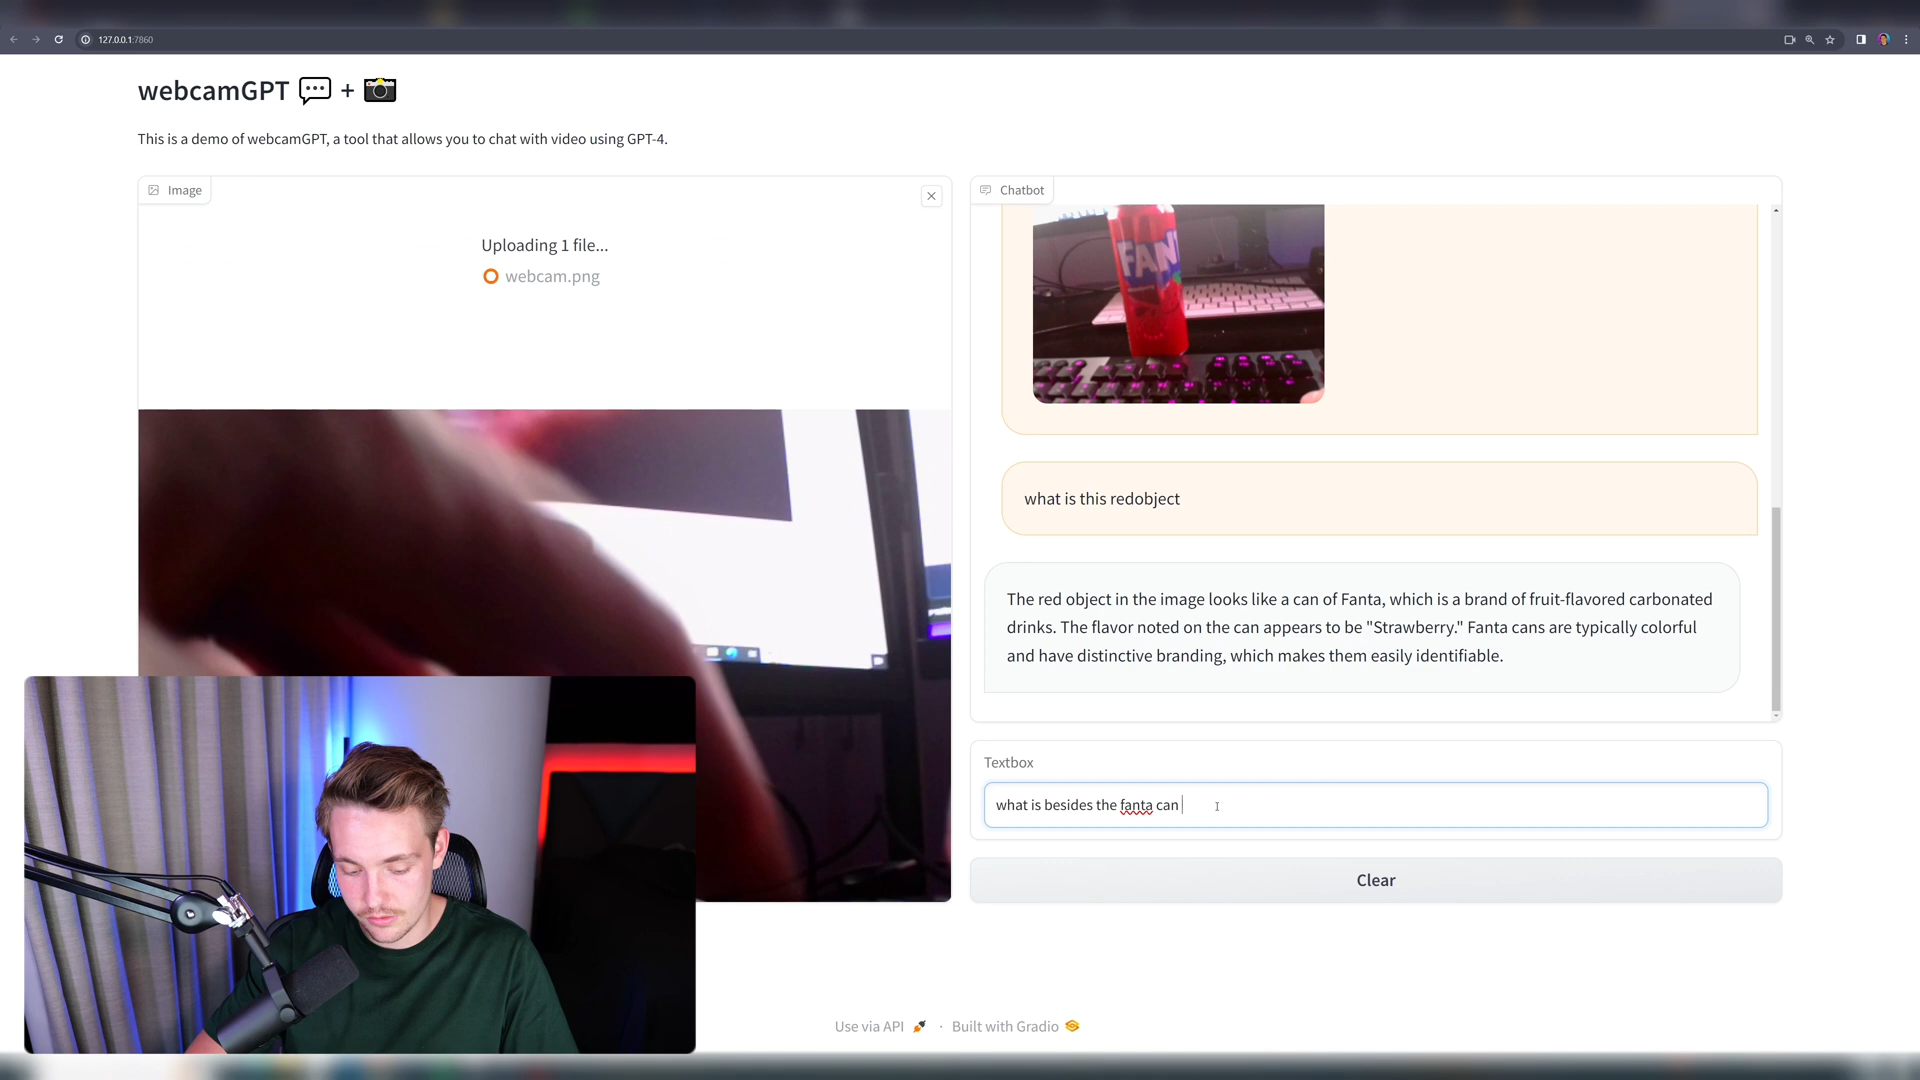 127.0.0.1:7860
webcamGPT 💬 + 📷
This is a demo of webcamGPT, a tool that allows you to chat with video using GPT-4.
Image
Uploading 1 file...
webcam.png
Chatbot
FANT
what is this redobject
The red object in the image looks like a can of Fanta, which is a brand of fruit-flavored carbonated
drinks. The flavor noted on the can appears to be "Strawberry." Fanta cans are typically colorful
and have distinctive branding, which makes them easily identifiable.
Textbox
what is besides the fanta can
Clear
Use via API 🚀 · Built with Gradio